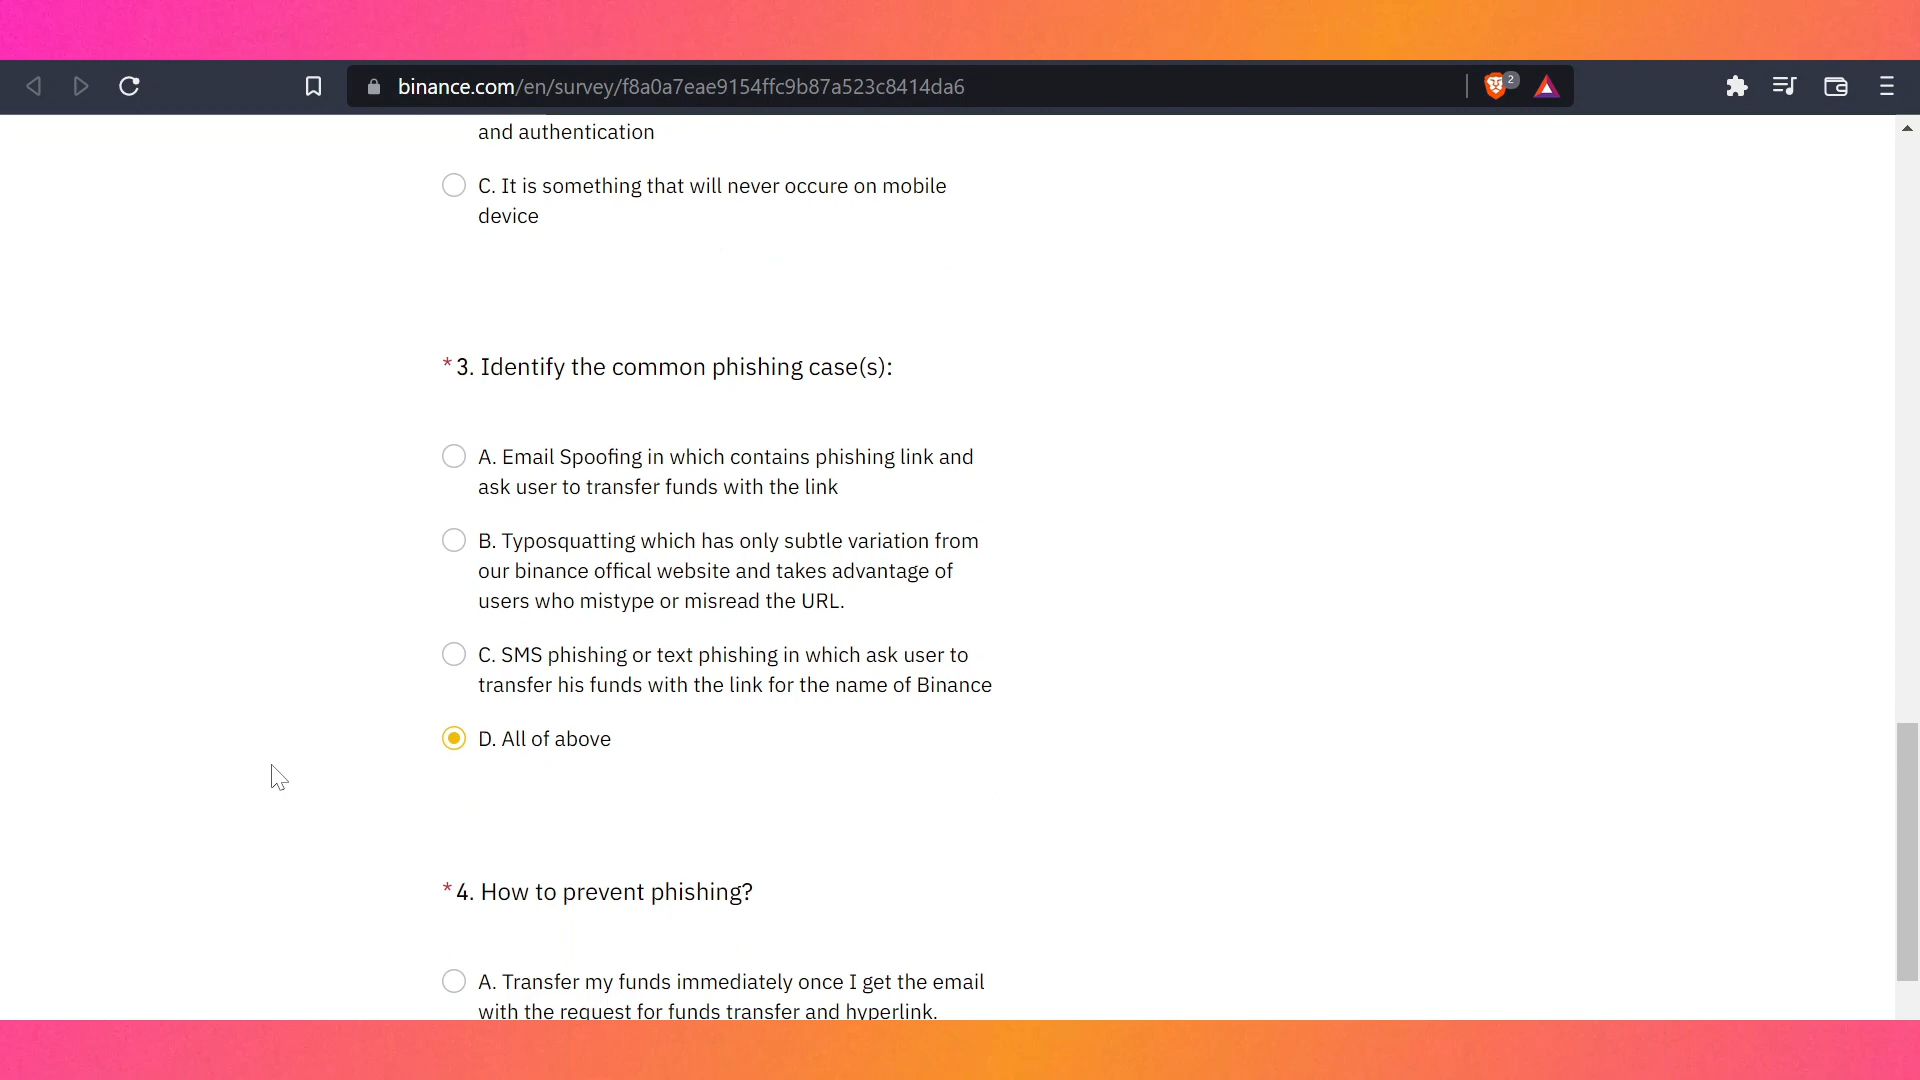 binance.com/en/survey/f8a0a7eae9154ffc9b87a523c8414da6
2
and authentication
C. It is something that will never occure on mobile
device
*3. Identify the common phishing case(s):
A. Email Spoofing in which contains phishing link and
ask user to transfer funds with the link
B. Typosquatting which has only subtle variation from
our binance offical website and takes advantage of
users who mistype or misread the URL.
C. SMS phishing or text phishing in which ask user to
transfer his funds with the link for the name of Binance
D. All of above
*4. How to prevent phishing?
A. Transfer my funds immediately once I get the email
with the request for funds transfer and hyperlink.